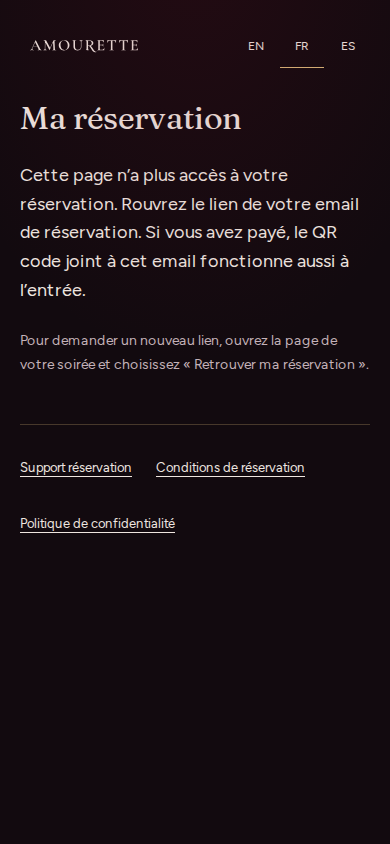 AMOURETTE
EN FR ES
Ma réservation
Cette page n’a plus accès à votre
réservation. Rouvrez le lien de votre email
de réservation. Si vous avez payé, le QR
code joint à cet email fonctionne aussi à
l’entrée.
Pour demander un nouveau lien, ouvrez la page de
votre soirée et choisissez « Retrouver ma réservation ».
Support réservation Conditions de réservation
Politique de confidentialité